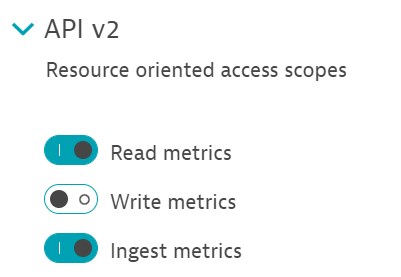 API v2
Resource oriented access scopes
Read metrics
Write metrics
Ingest metrics